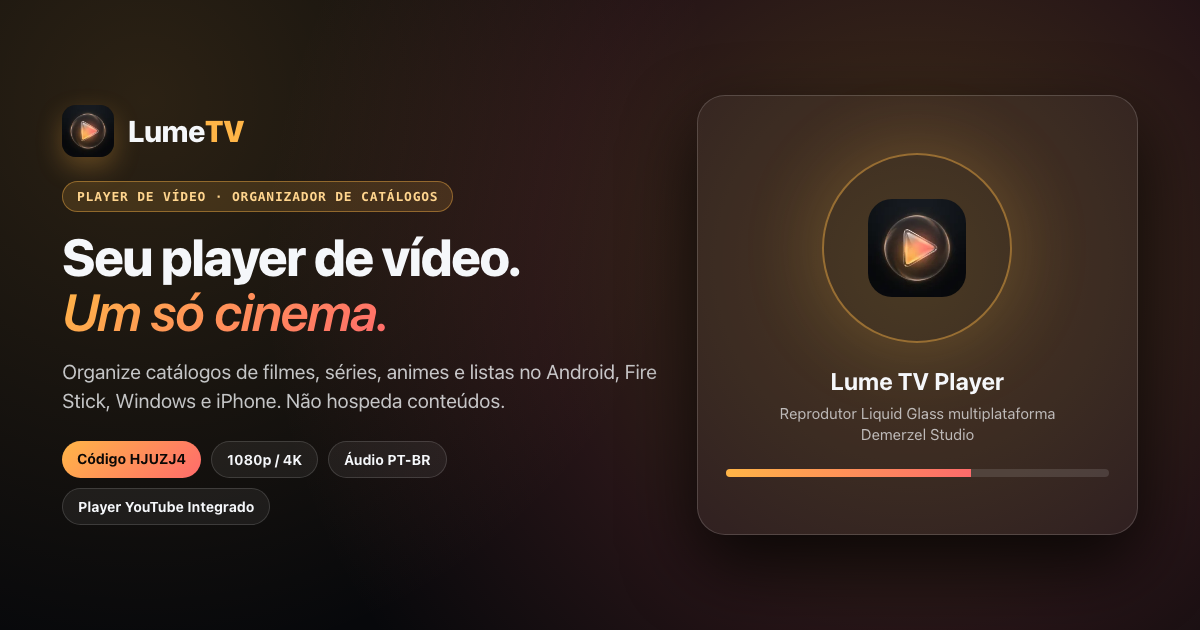 LumeTV
PLAYER DE VÍDEO · ORGANIZADOR DE CATÁLOGOS
Seu player de vídeo.
Um só cinema.
Organize catálogos de filmes, séries, animes e listas no Android, Fire
Stick, Windows e iPhone. Não hospeda conteúdos.
Código HJUZJ4
1080p / 4K
Áudio PT-BR
Player YouTube Integrado
Lume TV Player
Reprodutor Liquid Glass multiplataforma
Demerzel Studio